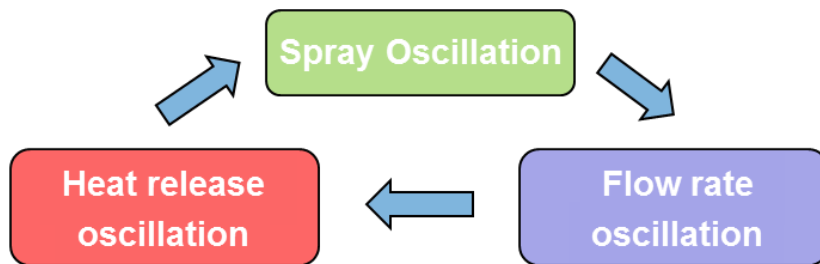 Spray Oscillation
Heat release
oscillation
Flow rate
oscillation